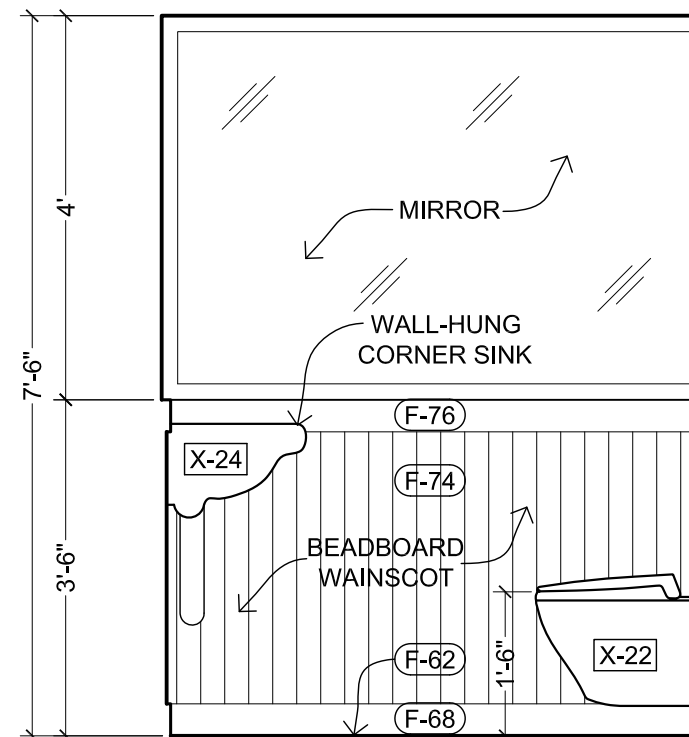 4'
7'-6"
MIRROR
WALL-HUNG
CORNER SINK
F-76
X-24
F-74
3'-6"
BEADBOARD
WAINSCOT
F-62
1'-6"
X-22
F-68